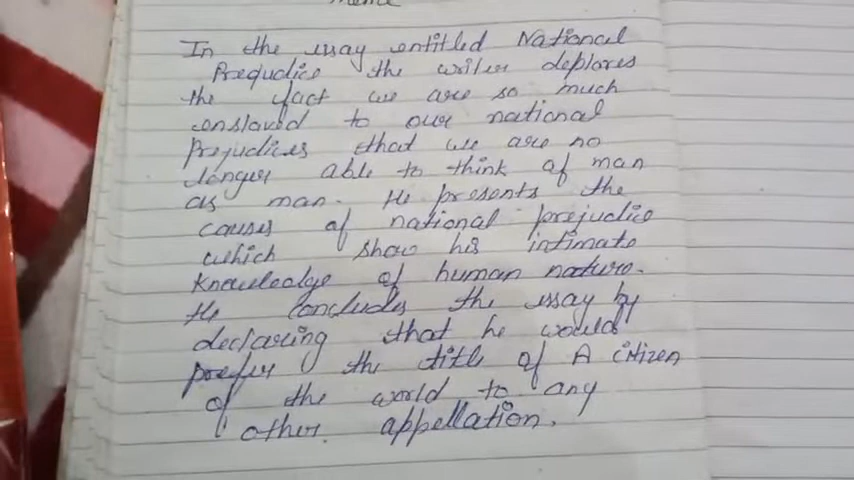 Theme
In the essay entitled National
Prequdice the writer deplores
the fact we are so much
enslaved to our national
prejudices that we are no
longer able to think of man
as man. He presents the
causes of national prejudice
which show his intimate
knowledge of human nature.
He concludes the essay by
declaring that he would
prefer the title of A citizen
of the world to any
other. appellation.